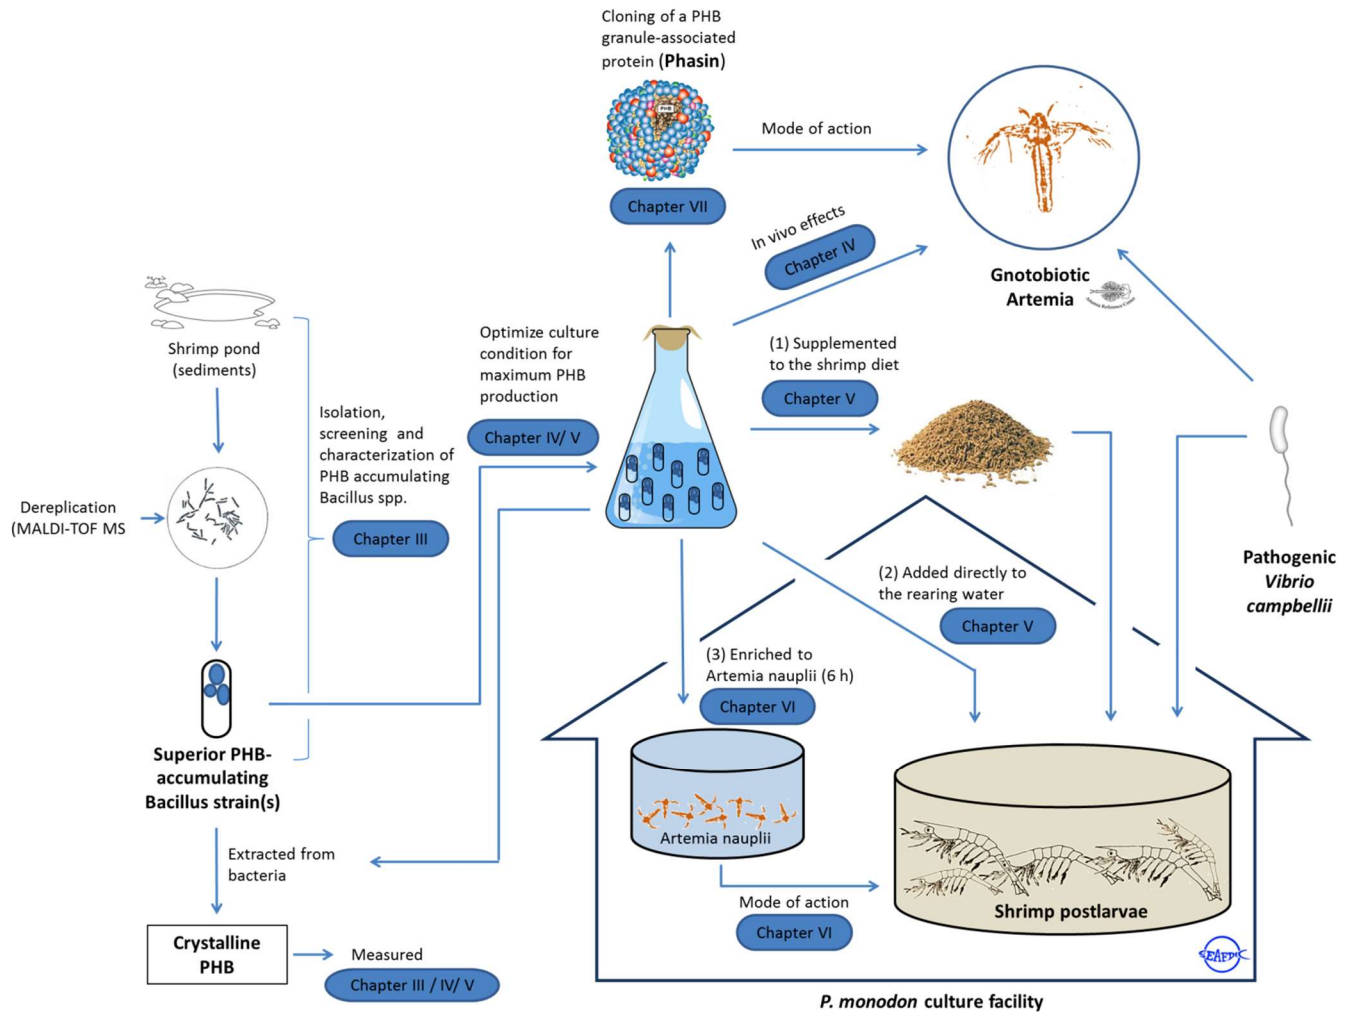 Cloning of a PHB
granule-associated
protein (Phasin)
PHB
Chapter VII
Mode of action
In vivo effects
Chapter IV
Gnotobiotic
Artemia
Artemia Reference Center
Shrimp pond
(sediments)
Dereplication
(MALDI-TOF MS
Isolation,
screening and
characterization of
PHB accumulating
Bacillus spp.
Chapter III
Optimize culture
condition for
maximum PHB
production
Chapter IV/ V
(1) Supplemented
to the shrimp diet
Chapter V
Pathogenic
Vibrio
campbellii
(2) Added directly to
the rearing water
Chapter V
(3) Enriched to
Artemia nauplii (6 h)
Chapter VI
Superior PHB-
accumulating
Bacillus strain(s)
Extracted from
bacteria
Crystalline
PHB
Measured
Chapter III / IV/ V
Artemia nauplii
Mode of action
Chapter VI
Shrimp postlarvae
SEAFDEC
P. monodon culture facility